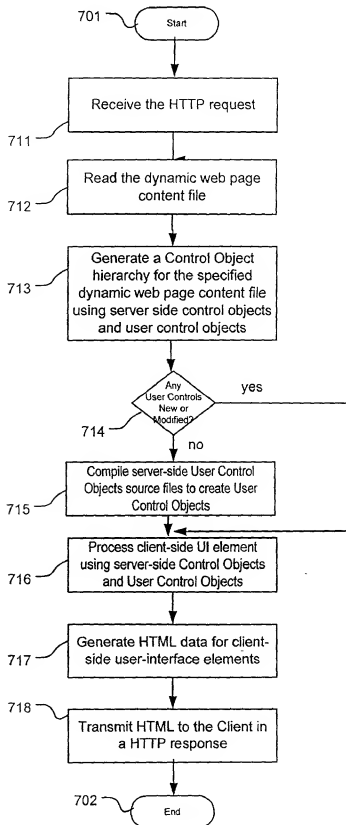 701
Start
Receive the HTTP request
711
Read the dynamic web page
content file
712
Generate a Control Object
hierarchy for the specified
dynamic web page content file
using server side control objects
and user control objects
713
Any
User Controls
New or
Modified?
714
yes
no
Compile server-side User Control
Objects source files to create User
Control Objects
715
Process client-side UI element
using server-side Control Objects
and User Control Objects
716
Generate HTML data for client-
side user-interface elements
717
718
Transmit HTML to the Client in
a HTTP response
702
End